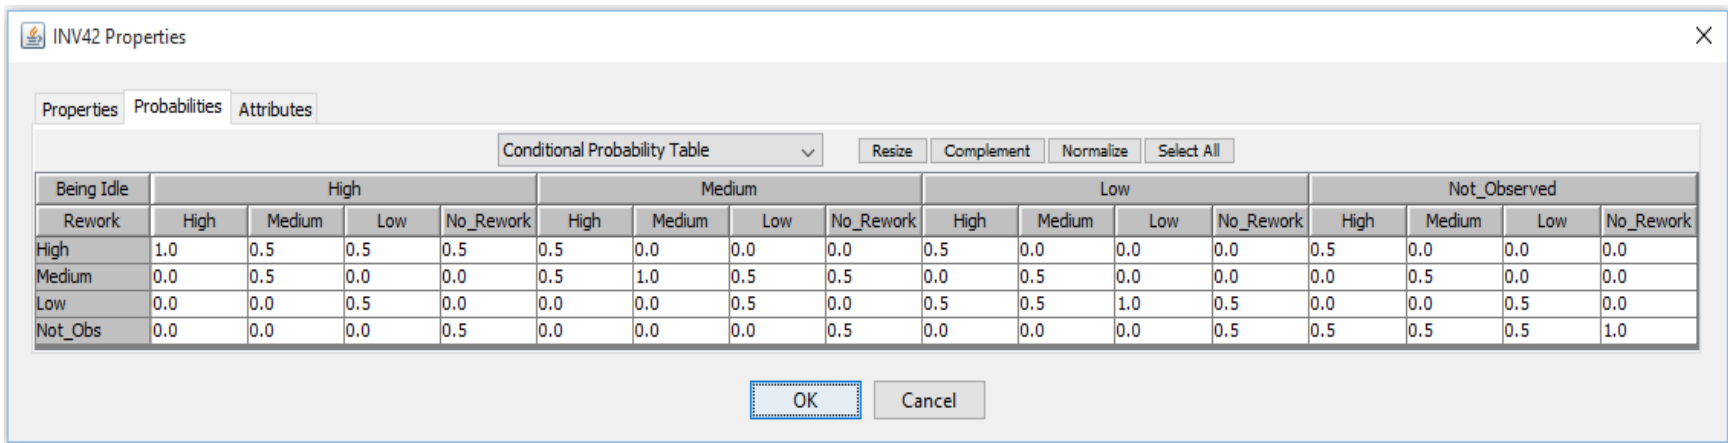 INV42 Properties
Properties Probabilities Attributes
Conditional Probability Table Resize Complement Normalize Select All
Being Idle High Medium Low Not_Observed
Rework High Medium Low No_Rework High Medium Low No_Rework High Medium Low No_Rework High Medium Low No_Rework
High 1.0 0.5 0.5 0.5 0.5 0.0 0.0 0.0 0.5 0.0 0.0 0.0 0.5 0.0 0.0 0.0
Medium 0.0 0.5 0.0 0.0 0.5 1.0 0.5 0.5 0.0 0.5 0.0 0.0 0.0 0.5 0.0 0.0
Low 0.0 0.0 0.5 0.0 0.0 0.0 0.5 0.0 0.5 0.5 1.0 0.5 0.0 0.0 0.5 0.0
Not_Obs 0.0 0.0 0.0 0.5 0.0 0.0 0.0 0.5 0.0 0.0 0.0 0.5 0.5 0.5 0.5 1.0
OK Cancel